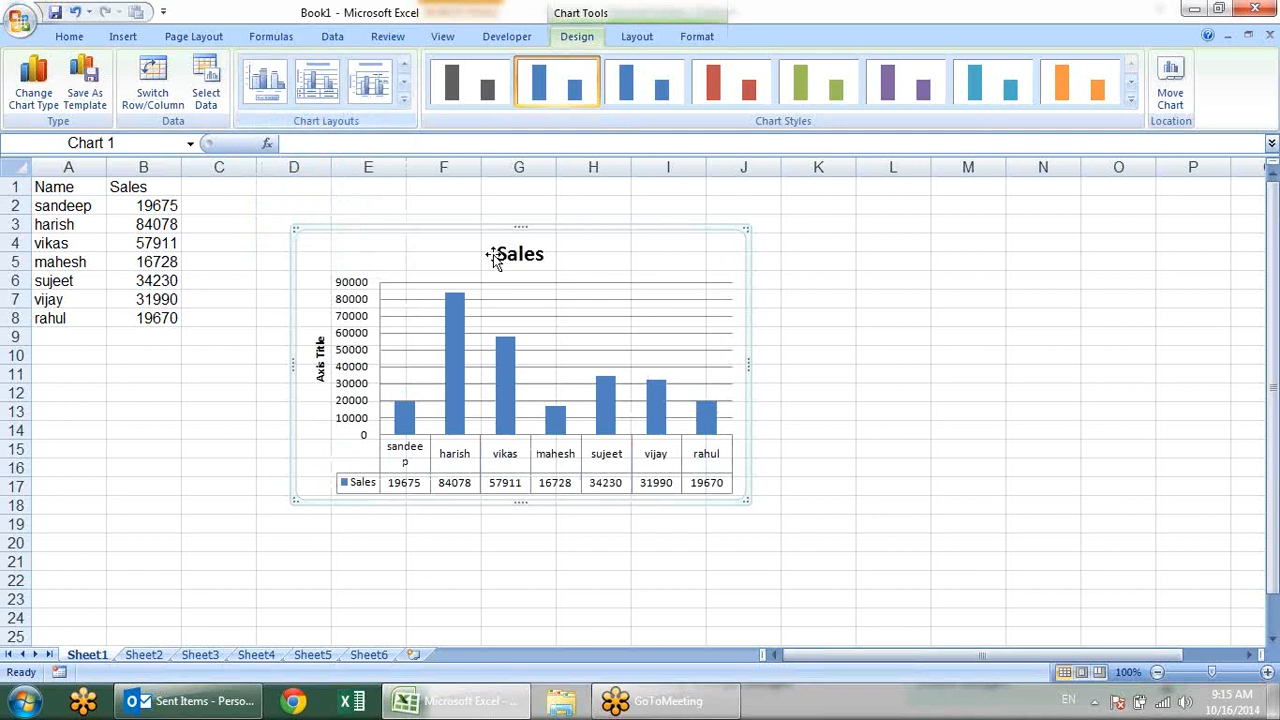 Book1 - Microsoft Excel
Chart Tools
Home Insert Page Layout Formulas Data Review View Developer Design Layout Format
Change Chart Type
Save As Template
Switch Row/Column
Select Data
Move Chart
Type
Data
Chart Layouts
Chart Styles
Location
Chart 1
fx
A B C D E F G H I J K L M N O P
1 Name Sales
2 sandeep 19675
3 harish 84078
4 vikas 57911
5 mahesh 16728
6 sujeet 34230
7 vijay 31990
8 rahul 19670
9
10
11
12
13
14
15
16
17
18
19
20
21
22
23
24
25
Sales
Axis Title
90000
80000
70000
60000
50000
40000
30000
20000
10000
0
sandeep harish vikas mahesh sujeet vijay rahul
Sales 19675 84078 57911 16728 34230 31990 19670
Sheet1 Sheet2 Sheet3 Sheet4 Sheet5 Sheet6
Ready
100%
Sent Items - Perso...
Microsoft Excel - ...
GoToMeeting
EN
9:15 AM
10/16/2014